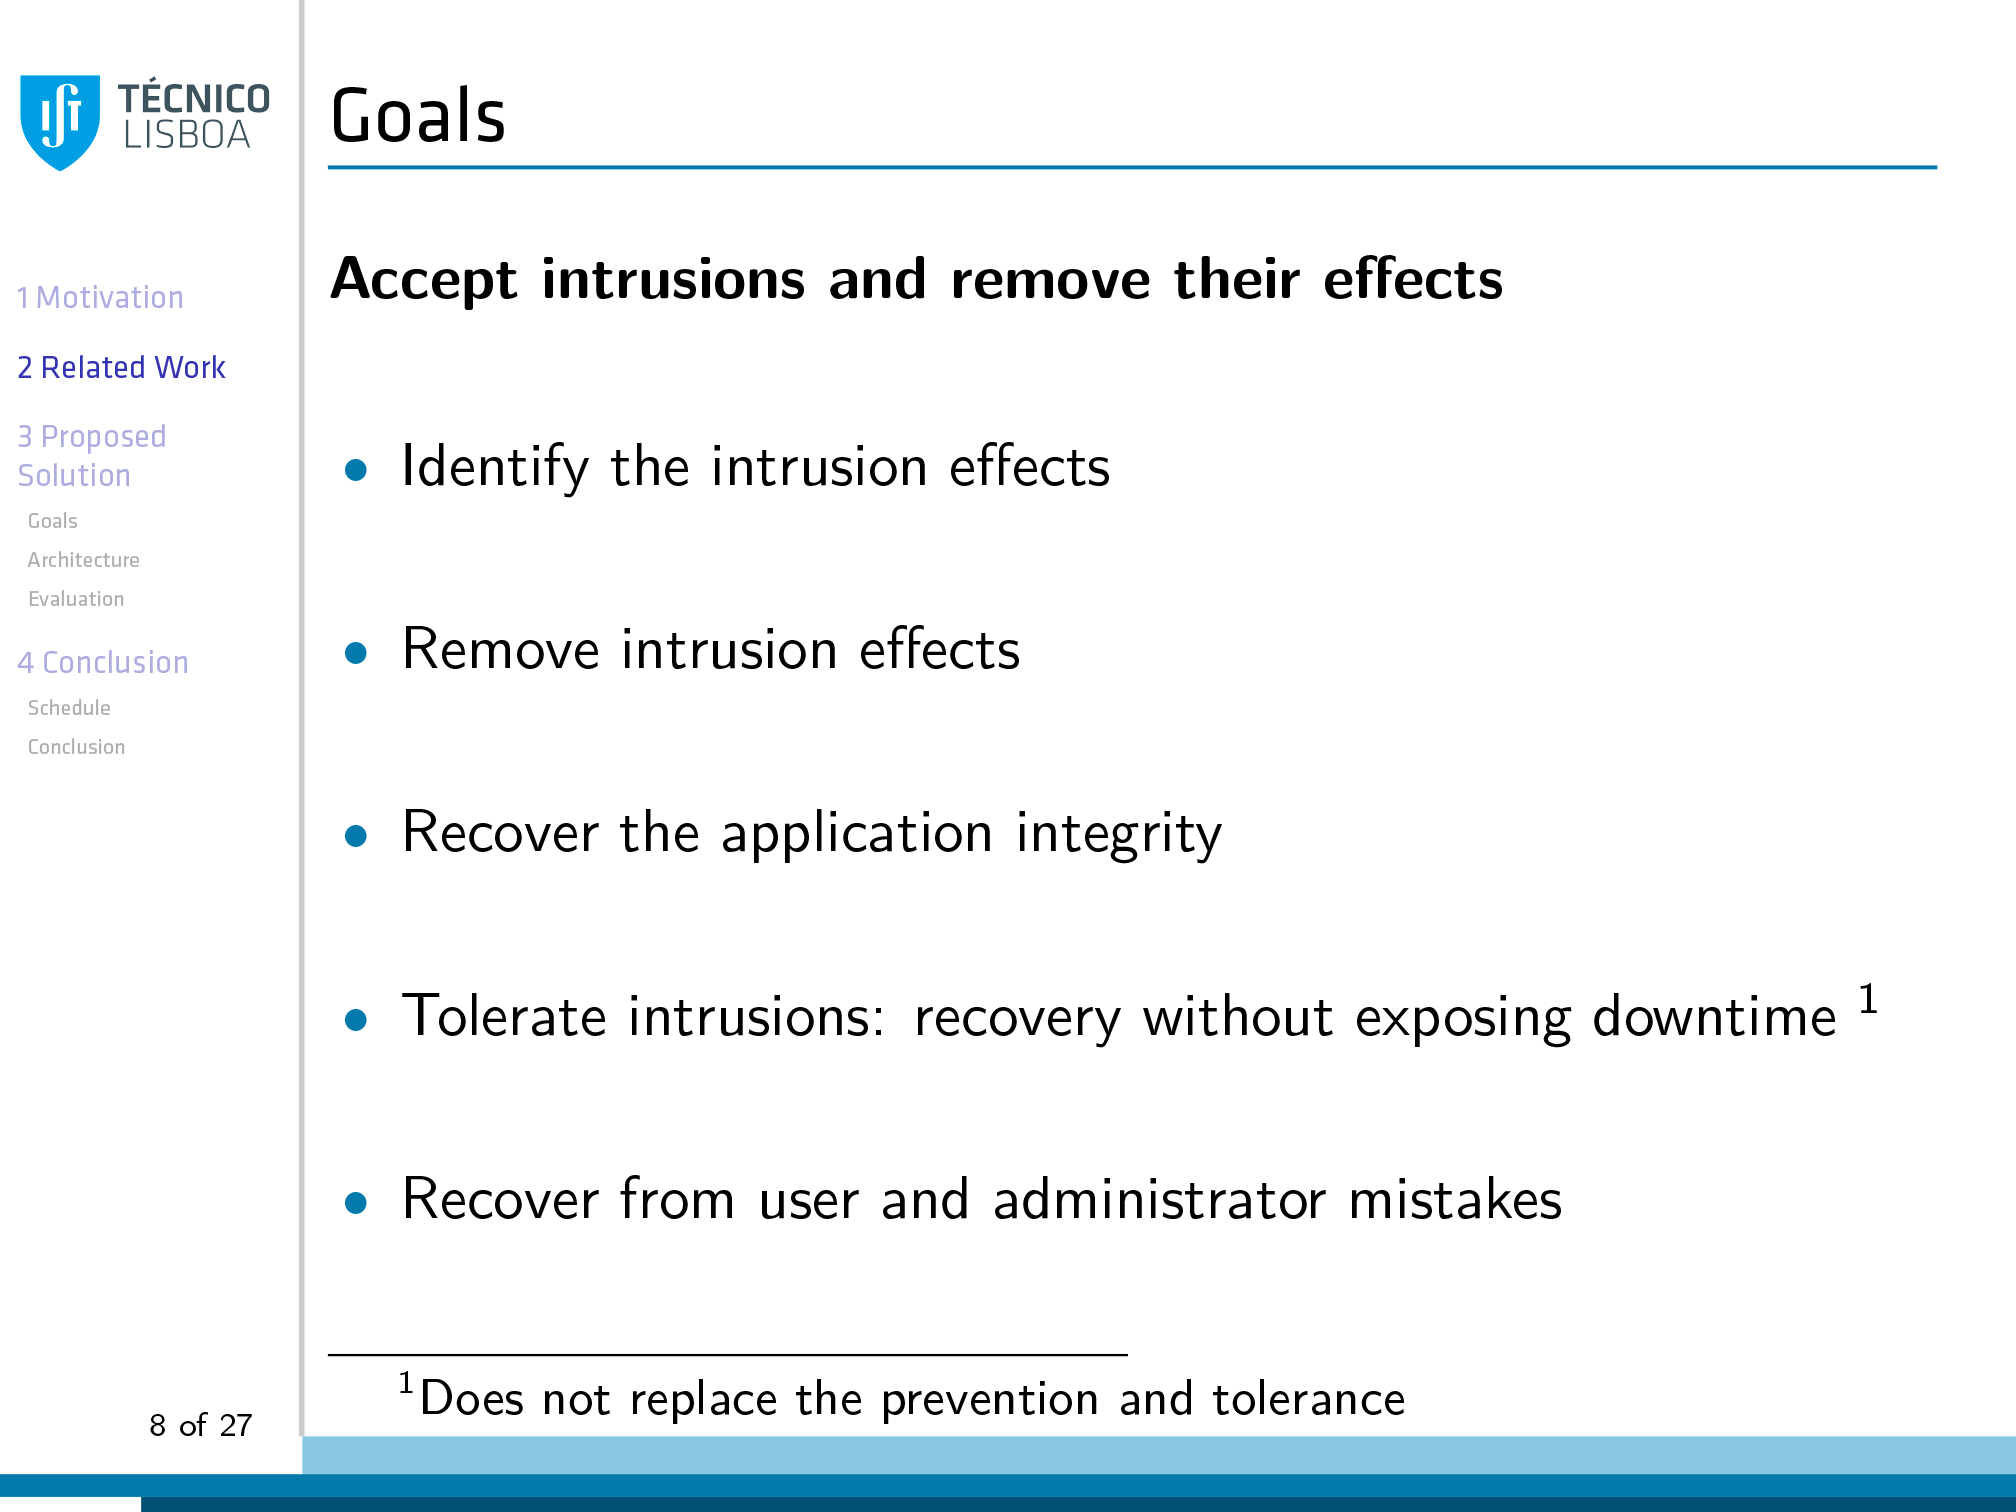 TÉCNICO
LISBOA
Goals
1 Motivation
2 Related Work
3 Proposed
Solution
Goals
Architecture
Evaluation
4 Conclusion
Schedule
Conclusion
Accept intrusions and remove their effects
• Identify the intrusion effects
• Remove intrusion effects
• Recover the application integrity
• Tolerate intrusions: recovery without exposing downtime ¹
• Recover from user and administrator mistakes
¹Does not replace the prevention and tolerance
8 of 27